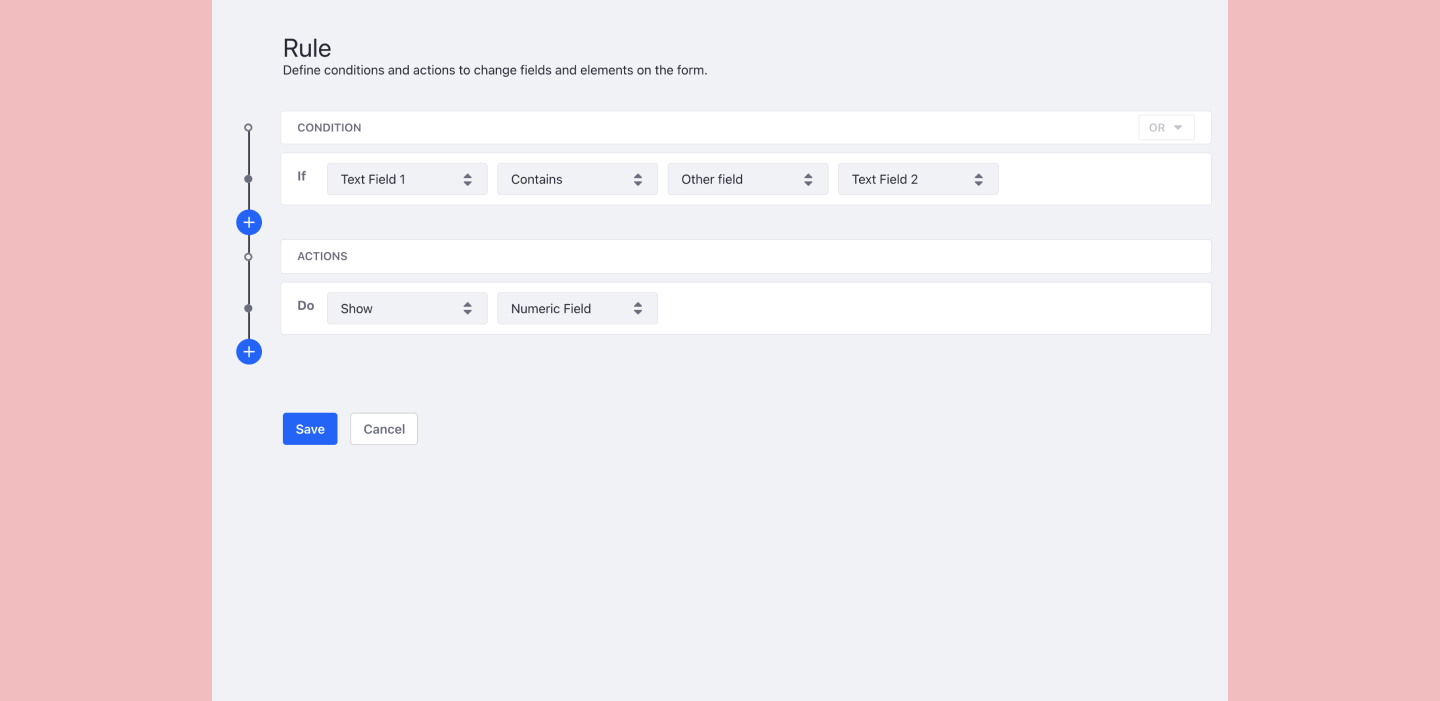 Rule
Define conditions and actions to change fields and elements on the form.
CONDITION OR
If Text Field 1 Contains Other field Text Field 2
ACTIONS
Do Show Numeric Field
Save Cancel